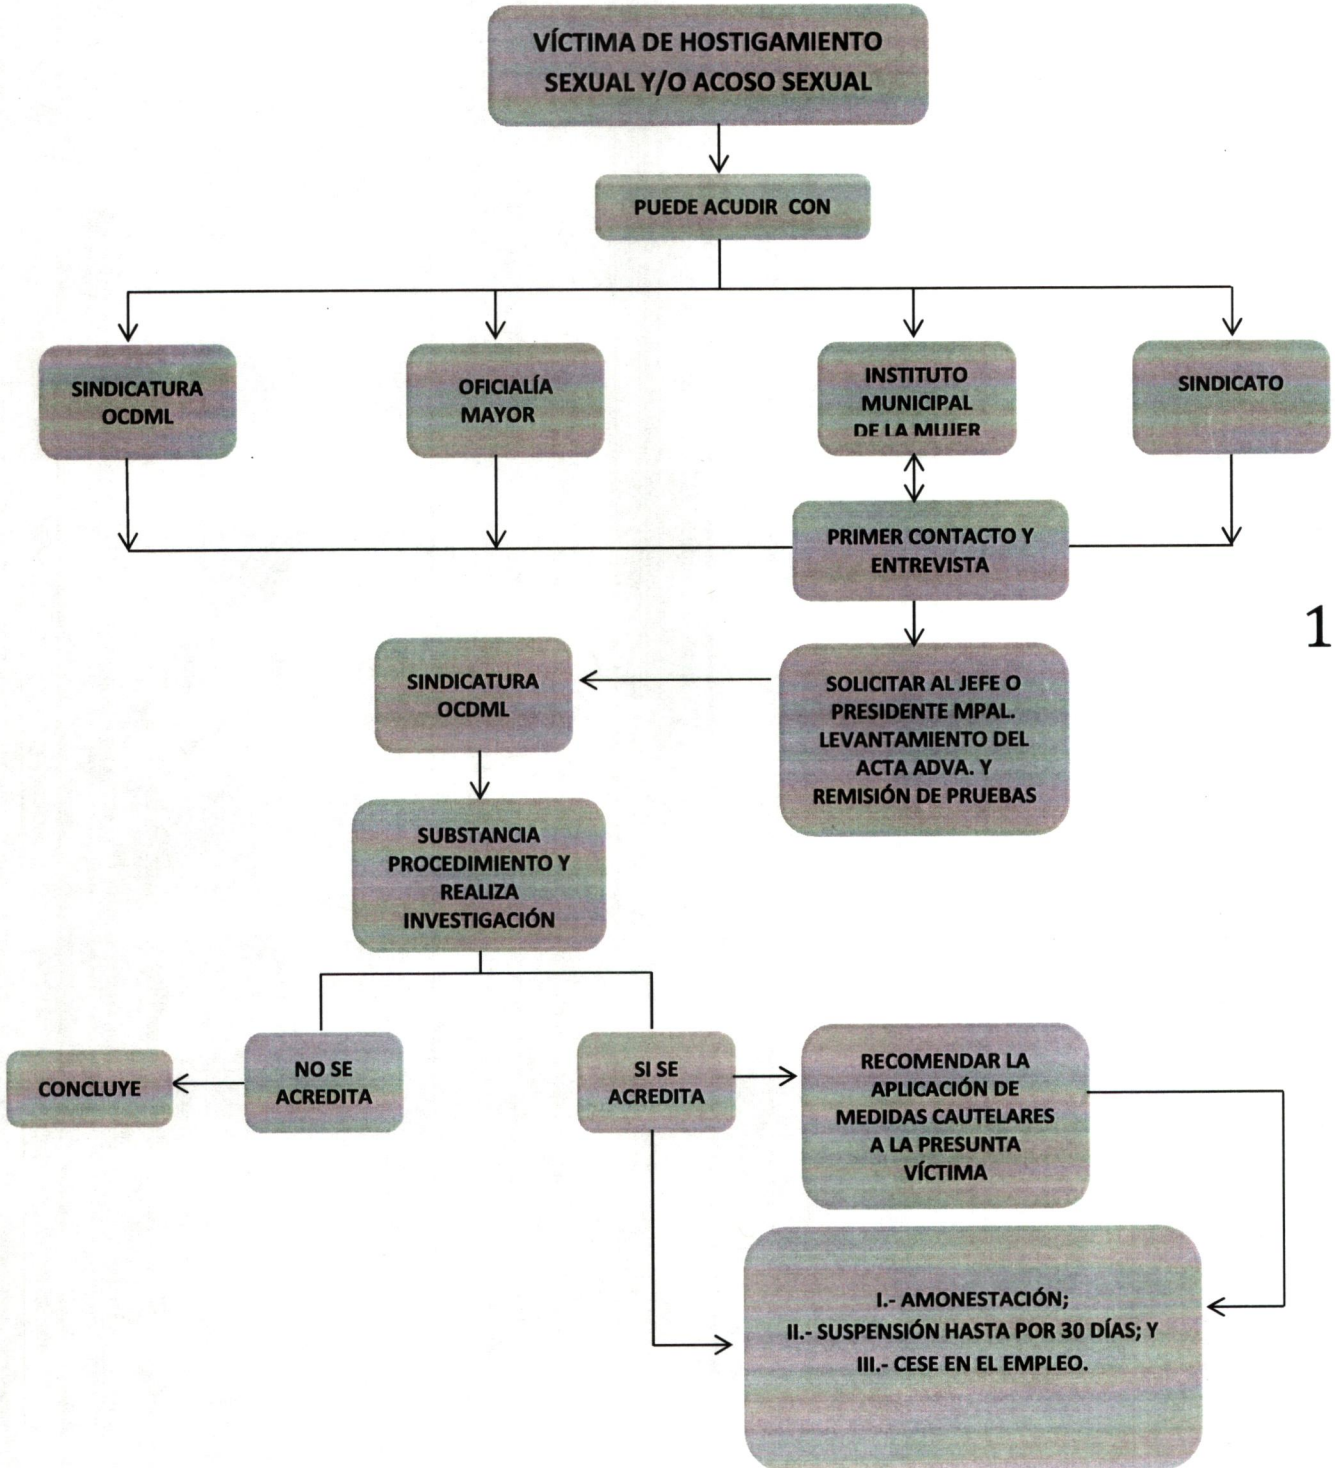 VÍCTIMA DE HOSTIGAMIENTO
SEXUAL Y/O ACOSO SEXUAL
PUEDE ACUDIR CON
SINDICATURA
OCDML
OFICIALÍA
MAYOR
INSTITUTO
MUNICIPAL
DE LA MUJER
SINDICATO
PRIMER CONTACTO Y
ENTREVISTA
1
SINDICATURA
OCDML
SOLICITAR AL JEFE O
PRESIDENTE MPAL.
LEVANTAMIENTO DEL
ACTA ADVA. Y
REMISIÓN DE PRUEBAS
SUBSTANCIA
PROCEDIMIENTO Y
REALIZA
INVESTIGACIÓN
CONCLUYE
NO SE
ACREDITA
SI SE
ACREDITA
RECOMENDAR LA
APLICACIÓN DE
MEDIDAS CAUTELARES
A LA PRESUNTA
VÍCTIMA
I.- AMONESTACIÓN;
II.- SUSPENSIÓN HASTA POR 30 DÍAS; Y
III.- CESE EN EL EMPLEO.